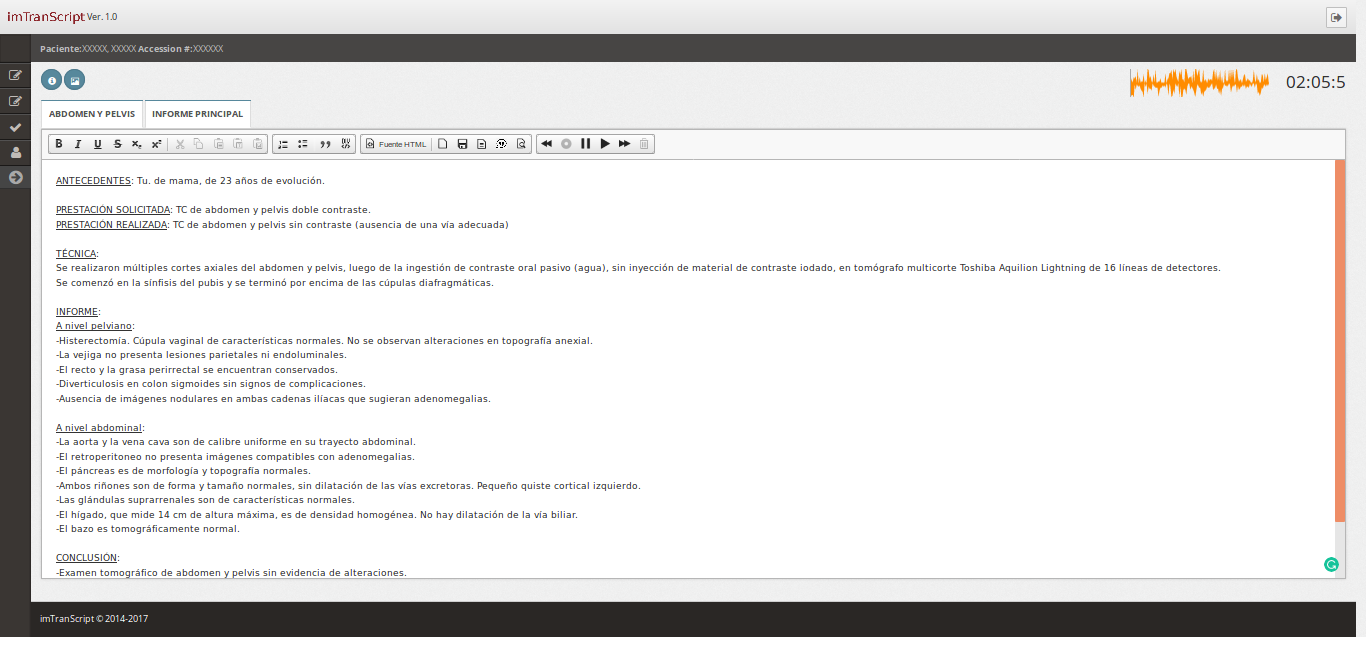 imTranScript Ver. 1.0
Paciente:XXXXX, XXXXX Accession #:XXXXXX
02:05:5
ABDOMEN Y PELVIS INFORME PRINCIPAL
B I U S x₂ x² Fuente HTML
ANTECEDENTES: Tu. de mama, de 23 años de evolución.
PRESTACIÓN SOLICITADA: TC de abdomen y pelvis doble contraste.
PRESTACIÓN REALIZADA: TC de abdomen y pelvis sin contraste (ausencia de una vía adecuada)
TÉCNICA:
Se realizaron múltiples cortes axiales del abdomen y pelvis, luego de la ingestión de contraste oral pasivo (agua), sin inyección de material de contraste iodado, en tomógrafo multicorte Toshiba Aquilion Lightning de 16 líneas de detectores.
Se comenzó en la sínfisis del pubis y se terminó por encima de las cúpulas diafragmáticas.
INFORME:
A nivel pelviano:
-Histerectomía. Cúpula vaginal de características normales. No se observan alteraciones en topografía anexial.
-La vejiga no presenta lesiones parietales ni endoluminales.
-El recto y la grasa perirrectal se encuentran conservados.
-Diverticulosis en colon sigmoides sin signos de complicaciones.
-Ausencia de imágenes nodulares en ambas cadenas ilíacas que sugieran adenomegalias.
A nivel abdominal:
-La aorta y la vena cava son de calibre uniforme en su trayecto abdominal.
-El retroperitoneo no presenta imágenes compatibles con adenomegalias.
-El páncreas es de morfología y topografía normales.
-Ambos riñones son de forma y tamaño normales, sin dilatación de las vías excretoras. Pequeño quiste cortical izquierdo.
-Las glándulas suprarrenales son de características normales.
-El hígado, que mide 14 cm de altura máxima, es de densidad homogénea. No hay dilatación de la vía biliar.
-El bazo es tomográficamente normal.
CONCLUSIÓN:
-Examen tomográfico de abdomen y pelvis sin evidencia de alteraciones.
imTranScript © 2014-2017